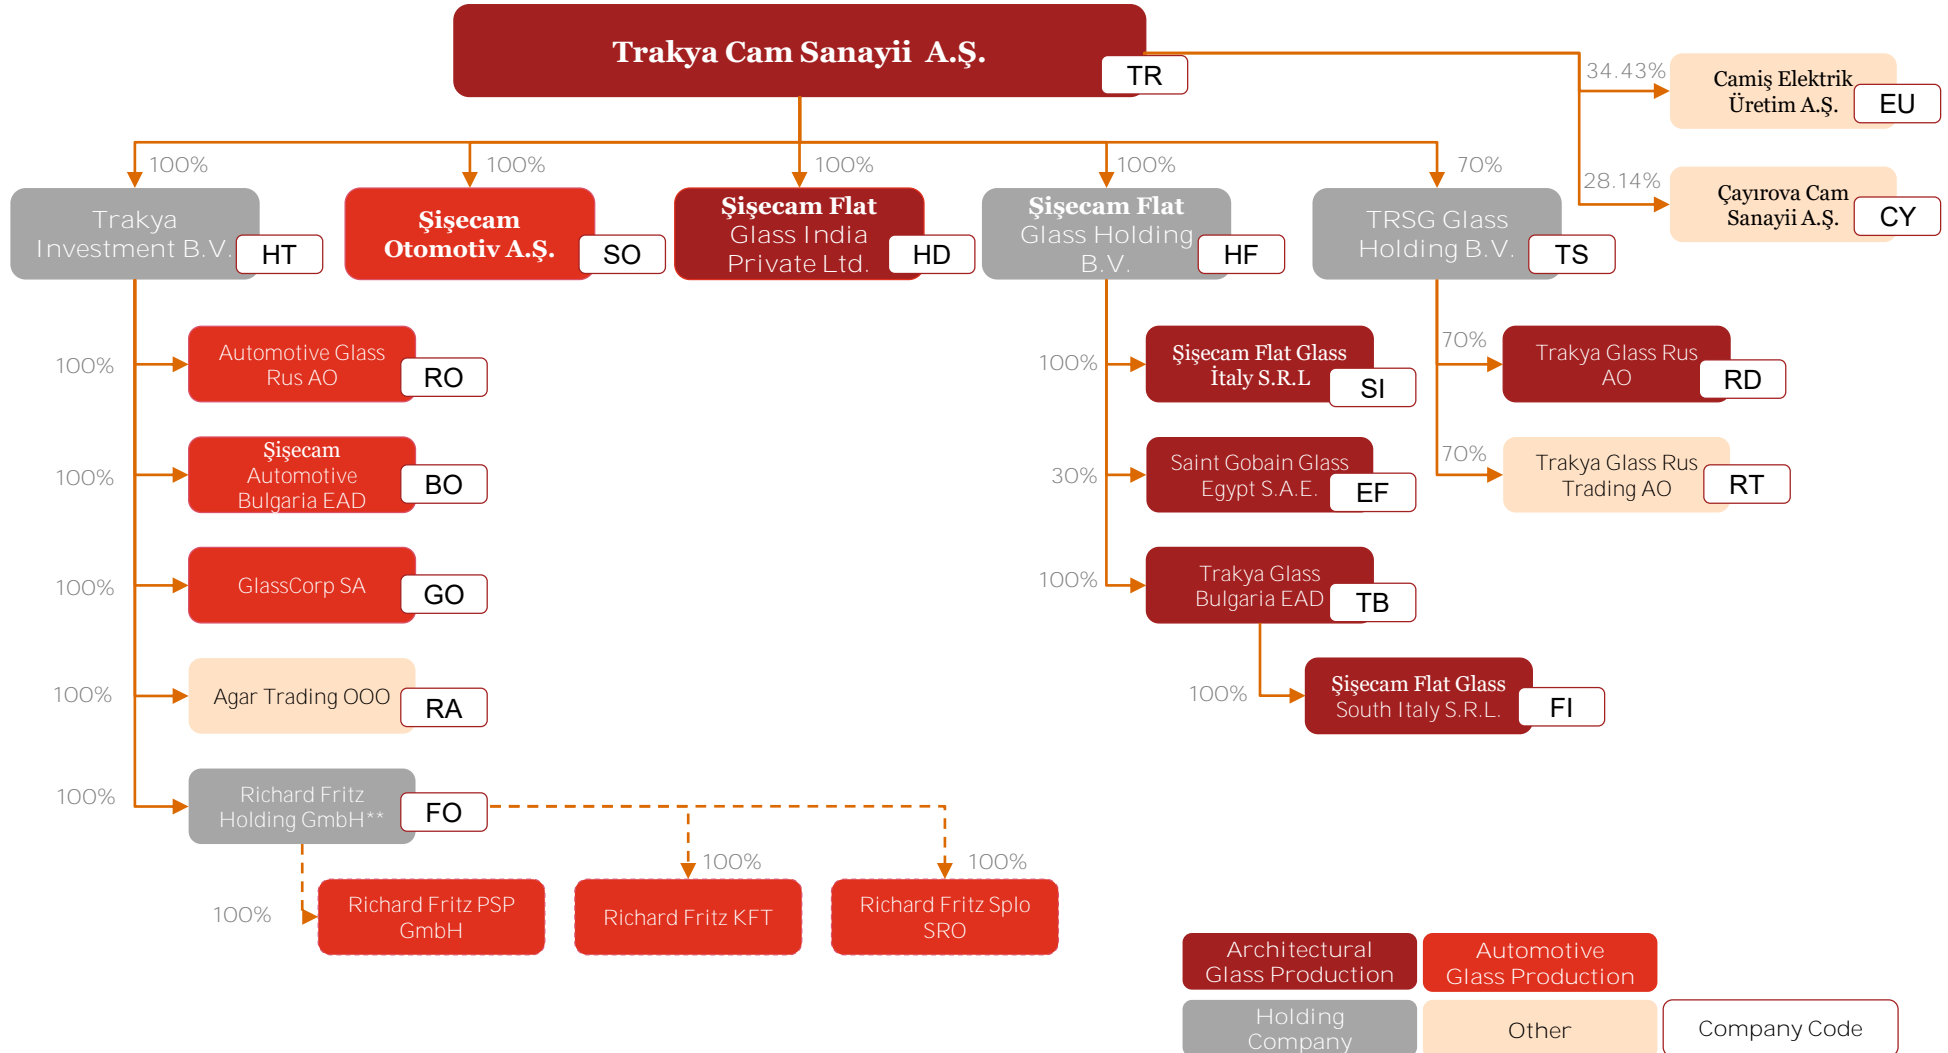 Trakya Cam Sanayii A.Ş.
TR
34.43%
Camiş Elektrik
Üretim A.Ş.
EU
28.14%
Çayırova Cam
Sanayii A.Ş.
CY
100%
100%
100%
100%
70%
Trakya
Investment B.V.
HT
Şişecam
Otomotiv A.Ş.
SO
Şişecam Flat
Glass India
Private Ltd.
HD
Şişecam Flat
Glass Holding
B.V.
HF
TRSG Glass
Holding B.V.
TS
100%
Automotive Glass
Rus AO
RO
100%
Şişecam Flat Glass
İtaly S.R.L
SI
70%
Trakya Glass Rus
AO
RD
100%
Şişecam
Automotive
Bulgaria EAD
BO
30%
Saint Gobain Glass
Egypt S.A.E.
EF
70%
Trakya Glass Rus
Trading AO
RT
100%
GlassCorp SA
GO
100%
Trakya Glass
Bulgaria EAD
TB
100%
Agar Trading OOO
RA
100%
Şişecam Flat Glass
South Italy S.R.L.
FI
100%
Richard Fritz
Holding GmbH**
FO
100%
Richard Fritz PSP
GmbH
100%
Richard Fritz KFT
100%
Richard Fritz Splo
SRO
Architectural
Glass Production
Automotive
Glass Production
Holding
Company
Other
Company Code